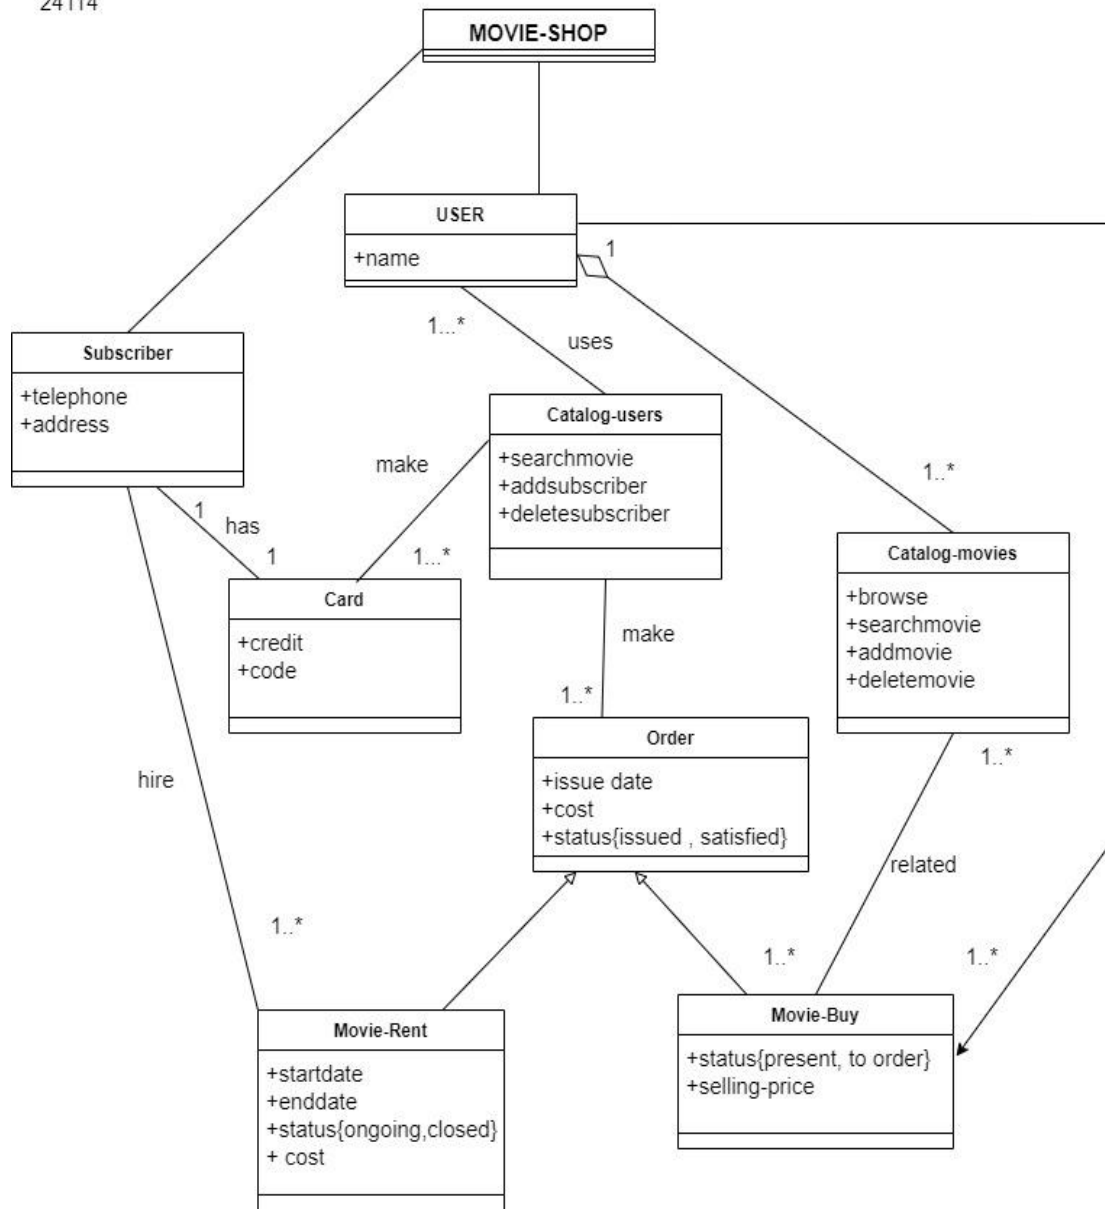 24114
MOVIE-SHOP
USER
+name
1
1...*
uses
Subscriber
+telephone
+address
Catalog-users
+searchmovie
+addsubscriber
+deletesubscriber
make
1..*
1
has
1
1...*
Catalog-movies
+browse
+searchmovie
+addmovie
+deletemovie
Card
+credit
+code
make
1..*
Order
+issue date
+cost
+status{issued , satisfied}
1..*
hire
related
1..*
1..*
1..*
Movie-Rent
+startdate
+enddate
+status{ongoing,closed}
+ cost
Movie-Buy
+status{present, to order}
+selling-price